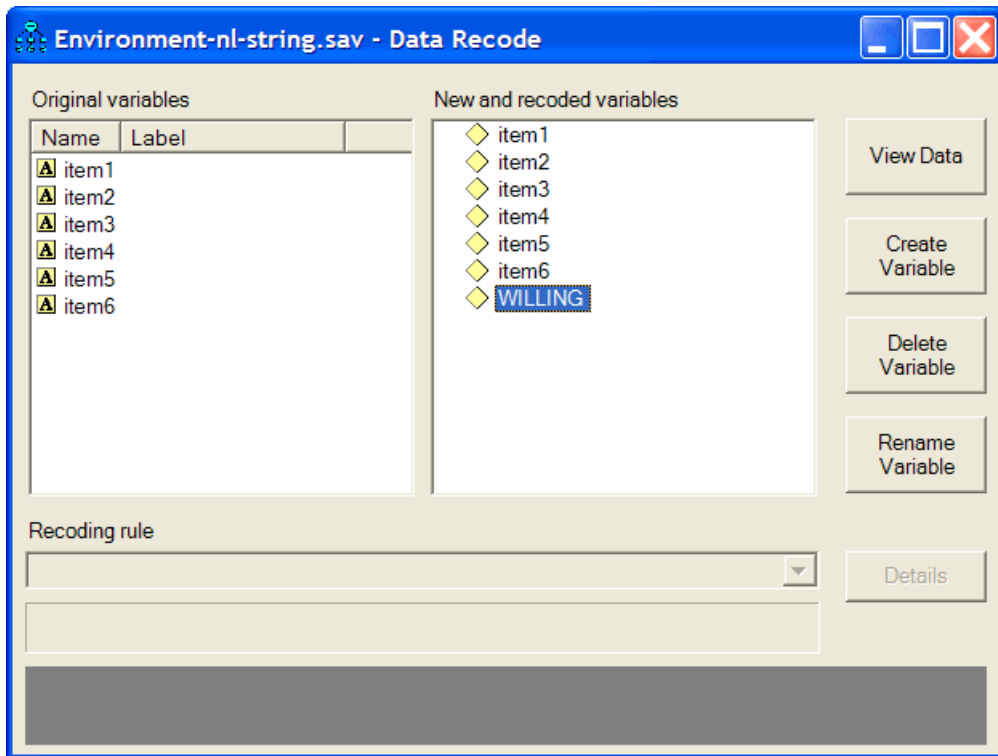 Environment-nl-string.sav - Data Recode
Original variables
Name Label
A item1
A item2
A item3
A item4
A item5
A item6
New and recoded variables
item1
item2
item3
item4
item5
item6
WILLING
View Data
Create
Variable
Delete
Variable
Rename
Variable
Recoding rule
Details